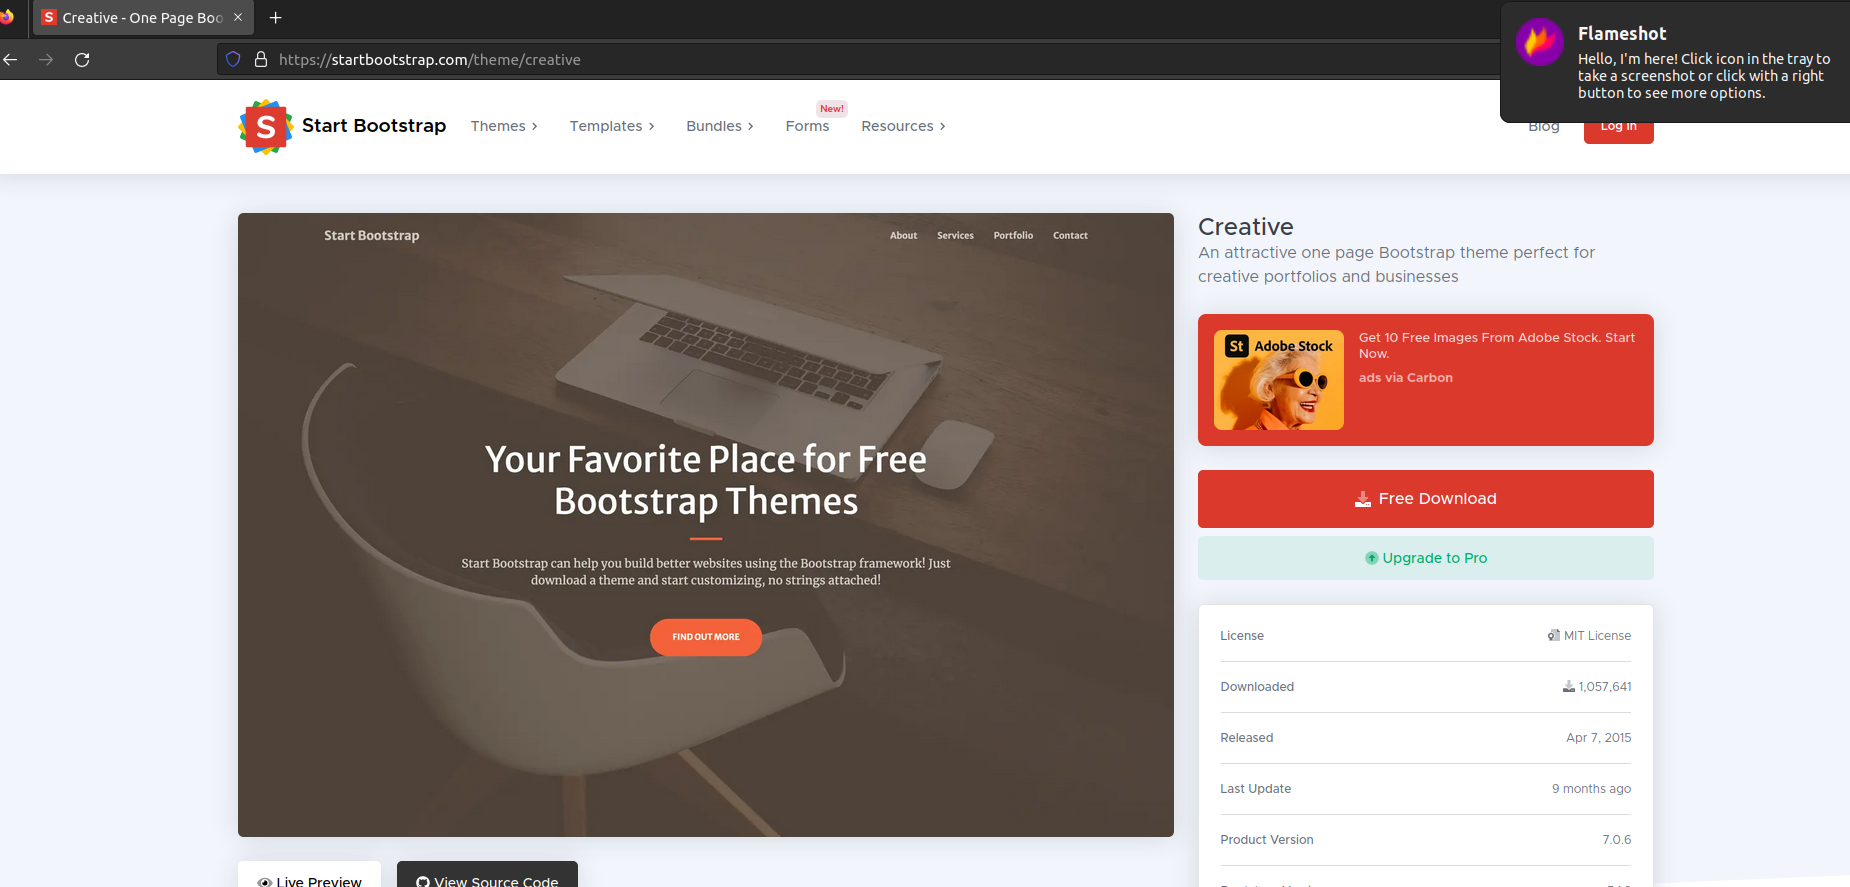 Creative - One Page Boo
https://startbootstrap.com/theme/creative
Flameshot
Hello, I'm here! Click icon in the tray to
take a screenshot or click with a right
button to see more options.
S
Start Bootstrap
Themes
Templates
Bundles
Forms
New!
Resources
Blog
Log In
Start Bootstrap
About
Services
Portfolio
Contact
Your Favorite Place for Free
Bootstrap Themes
Start Bootstrap can help you build better websites using the Bootstrap framework! Just
download a theme and start customizing, no strings attached!
FIND OUT MORE
Live Preview
View Source Code
Creative
An attractive one page Bootstrap theme perfect for
creative portfolios and businesses
St Adobe Stock
Get 10 Free Images From Adobe Stock. Start
Now.
ads via Carbon
Free Download
Upgrade to Pro
License
MIT License
Downloaded
1,057,641
Released
Apr 7, 2015
Last Update
9 months ago
Product Version
7.0.6